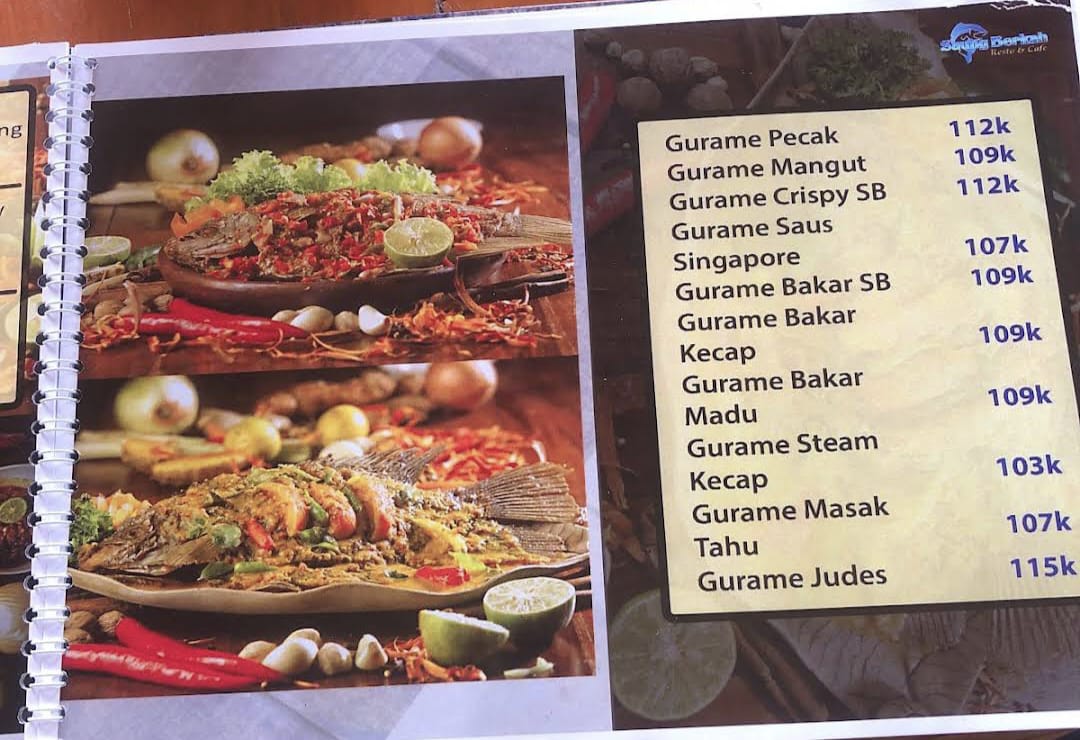 ng
y
Saung Berkah
Resto & Cafe
Gurame Pecak 112k
Gurame Mangut 109k
Gurame Crispy SB 112k
Gurame Saus
Singapore 107k
Gurame Bakar SB 109k
Gurame Bakar
Kecap 109k
Gurame Bakar
Madu 109k
Gurame Steam
Kecap 103k
Gurame Masak
Tahu 107k
Gurame Judes 115k